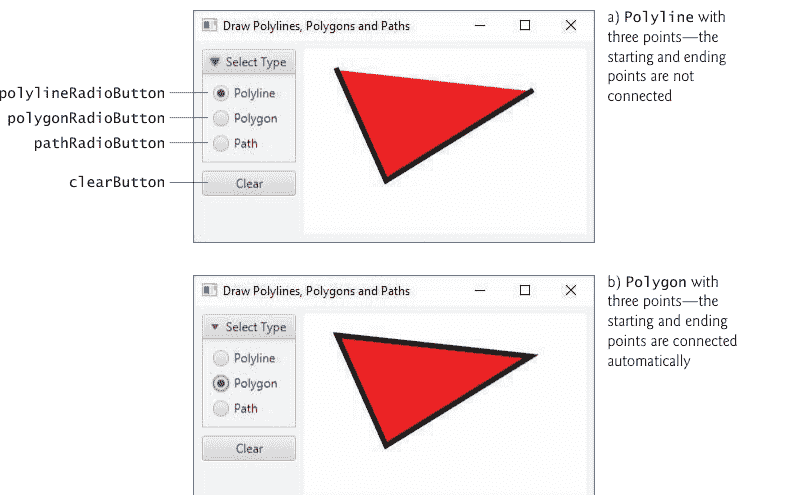 Draw Polylines, Polygons and Paths
Select Type
polylineRadioButton
Polyline
polygonRadioButton
Polygon
pathRadioButton
Path
clearButton
Clear
a) Polyline with
three points—the
starting and ending
points are not
connected
Draw Polylines, Polygons and Paths
Select Type
Polyline
Polygon
Path
Clear
b) Polygon with
three points—the
starting and ending
points are connected
automatically